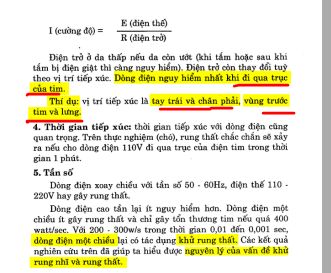 I (cường độ) = E (điện thế) / R (điện trở)
Điện trở ở da thấp nếu da còn ướt (khi tắm hoặc sau khi
tắm bị điện giật thì càng nguy hiểm). Điện trở còn thay đổi tuỳ
theo vị trí tiếp xúc. Dòng điện nguy hiểm nhất khi đi qua trục
của tim.
Thí dụ: vị trí tiếp xúc là tay trái và chân phải, vùng trước
tim và lưng.
4. Thời gian tiếp xúc: thời gian tiếp xúc với dòng điện cũng
quan trọng. Trên thực nghiệm (chó), rung thất chắc chắn sẽ xảy
ra nếu cho dòng điện 110V đi qua trục của điện tim trong thời
gian 1 phút.
5. Tần số
Dòng điện xoay chiều với tần số 50 - 60Hz, điện thế 110 -
220V hay gây rung thất.
Dòng điện cao tần lại ít nguy hiểm hơn. Dòng điện một
chiều ít gây rung thất và chỉ gây tổn thương tim nếu quá 400
watt/sec. Với 200 - 300w/s trong thời gian 0,01 đến 0,001 sec,
dòng điện một chiều lại có tác dụng khử rung thất. Các kết quả
nghiên cứu trên đã giúp ta hiểu được nguyên lý của vấn đề khử
rung nhĩ và rung thất.